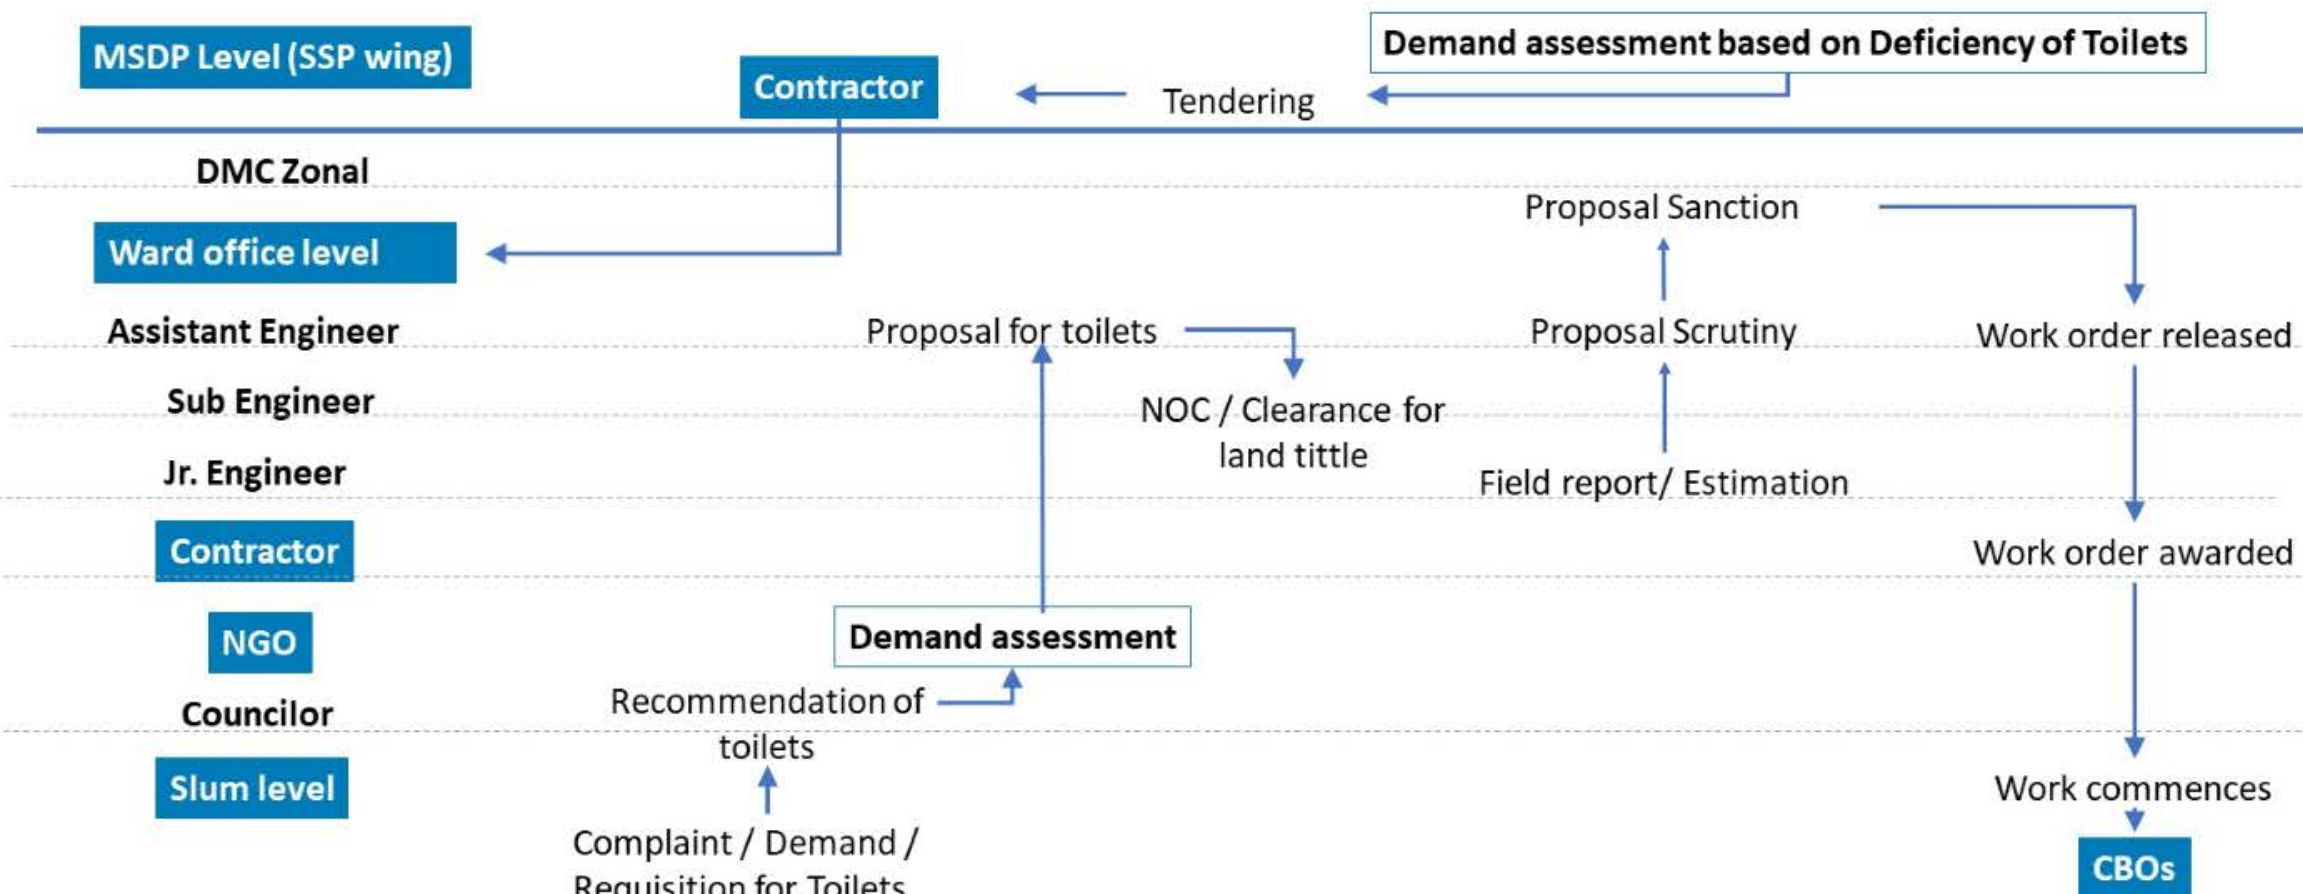 MSDP Level (SSP wing)
Contractor
Tendering
Demand assessment based on Deficiency of Toilets
DMC Zonal
Proposal Sanction
Ward office level
Assistant Engineer
Proposal for toilets
Proposal Scrutiny
Work order released
Sub Engineer
NOC / Clearance for
land tittle
Jr. Engineer
Field report/ Estimation
Contractor
Work order awarded
NGO
Demand assessment
Councilor
Recommendation of
toilets
Slum level
Work commences
Complaint / Demand /
Requisition for Toilets
CBOs